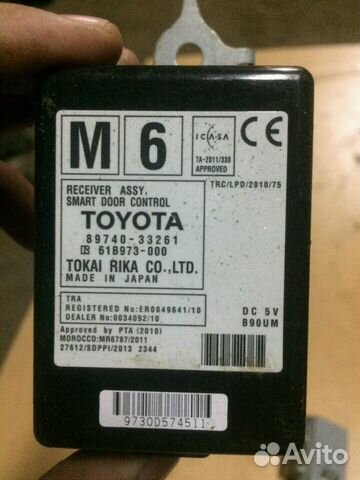 M 6
ICASA
TA-2011/330
APPROVED
CE
TRC/LPD/2010/75
RECEIVER ASSY,
SMART DOOR CONTROL
TOYOTA
89740-33261
61B973-000
TOKAI RIKA CO.,LTD.
MADE IN JAPAN
TRA
REGISTERED No:ER0049641/10
DEALER No:0034092/10
DC 5V
B90UM
Approved by PTA (2010)
MOROCCO:MR6787/2011
27612/SDPPI/2013 2344
9730D574511
Avito